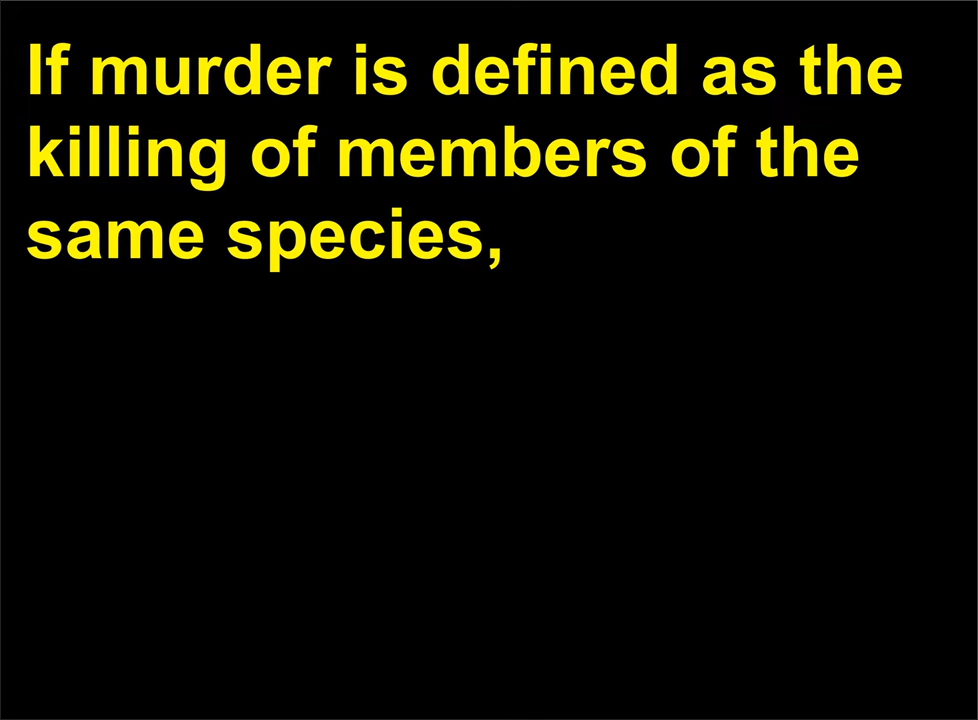 If murder is defined as the
killing of members of the
same species,